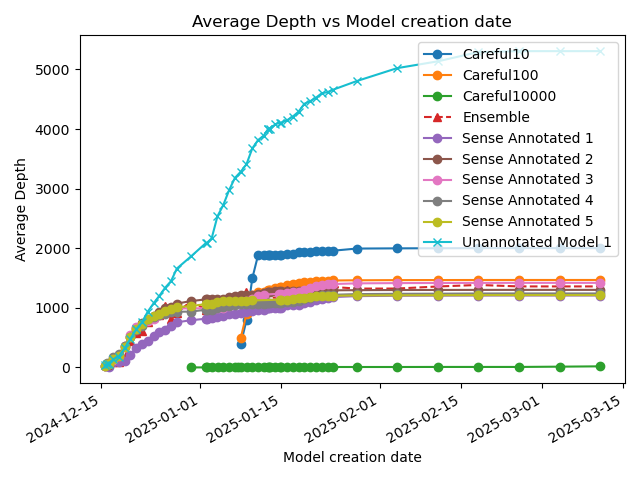 Average Depth vs Model creation date
Careful10
Careful100
Careful10000
Ensemble
Sense Annotated 1
Sense Annotated 2
Sense Annotated 3
Sense Annotated 4
Sense Annotated 5
Unannotated Model 1
Average Depth
5000
4000
3000
2000
1000
0
2024-12-15
2025-01-01
2025-01-15
2025-02-01
2025-02-15
2025-03-01
2025-03-15
Model creation date